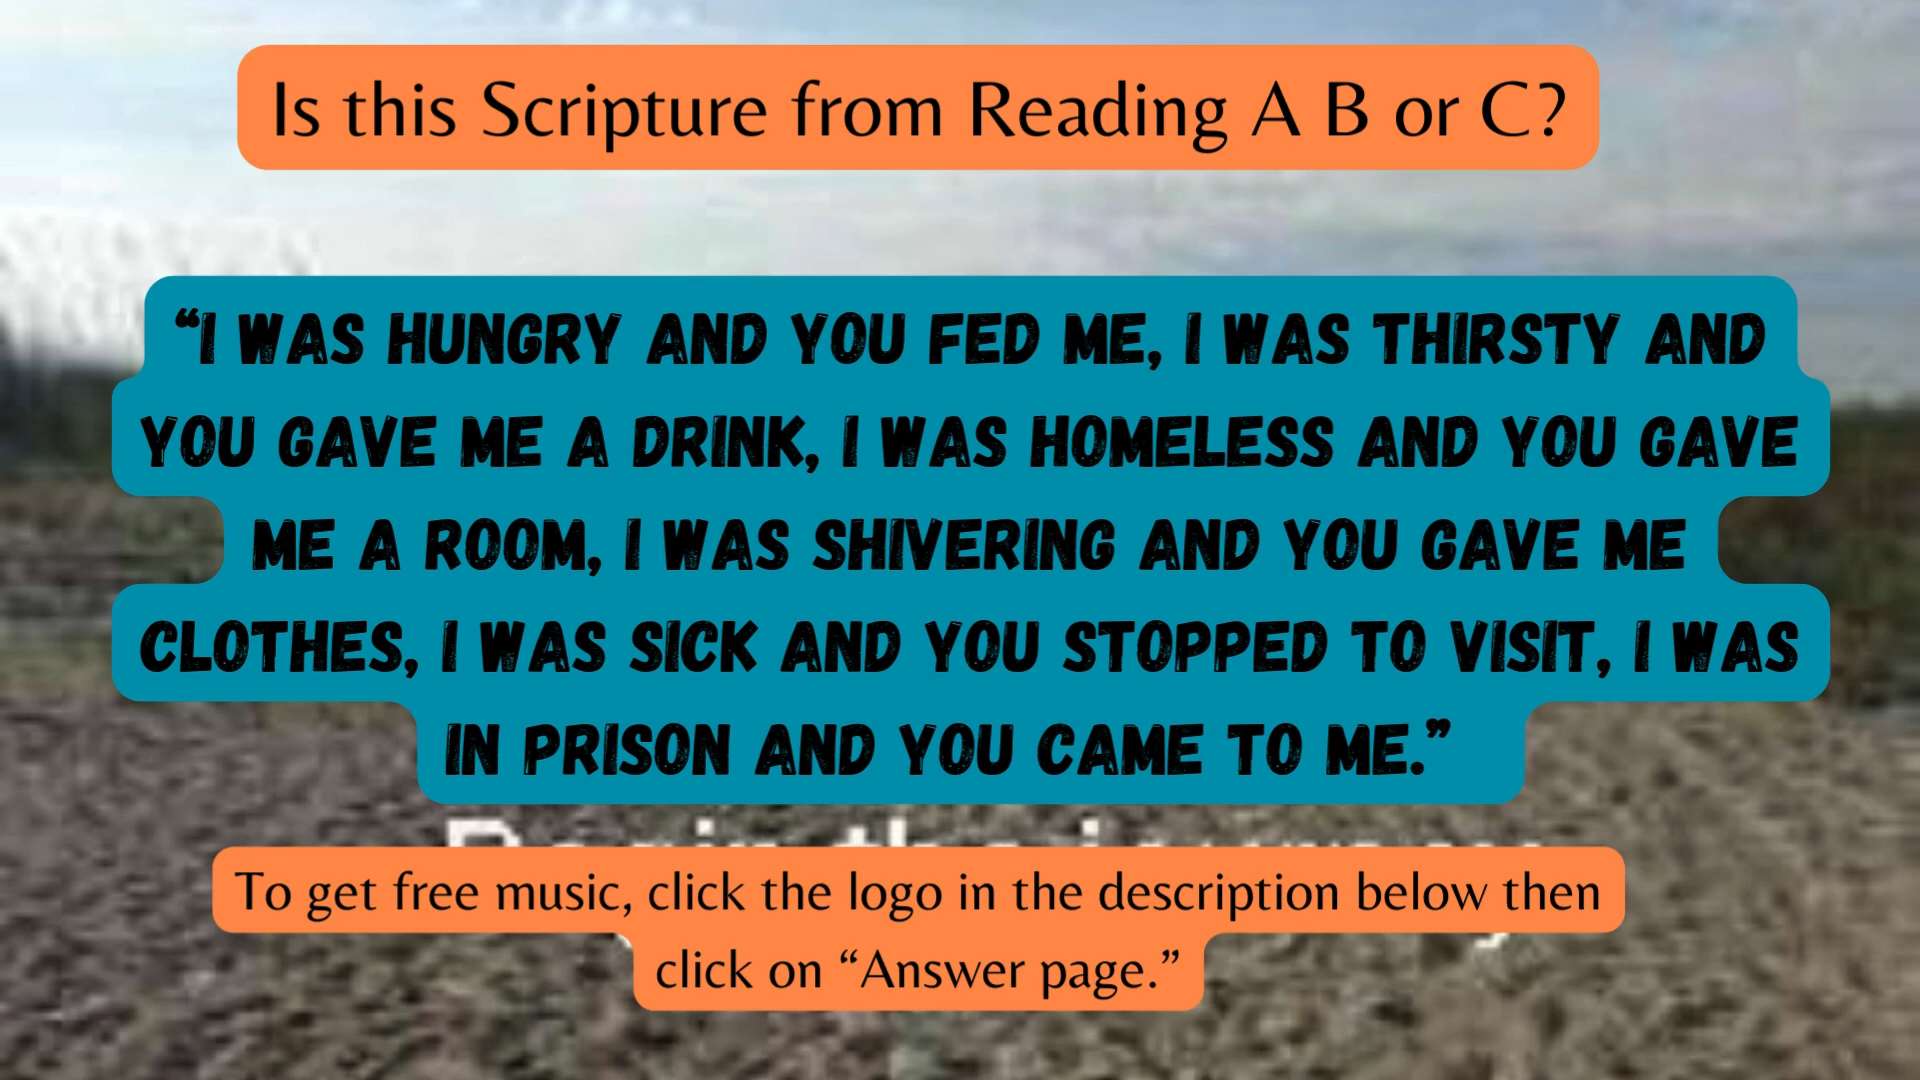 Is this Scripture from Reading A B or C?
“I WAS HUNGRY AND YOU FED ME, I WAS THIRSTY AND
YOU GAVE ME A DRINK, I WAS HOMELESS AND YOU GAVE
ME A ROOM, I WAS SHIVERING AND YOU GAVE ME
CLOTHES, I WAS SICK AND YOU STOPPED TO VISIT, I WAS
IN PRISON AND YOU CAME TO ME.”
To get free music, click the logo in the description below then
click on “Answer page.”